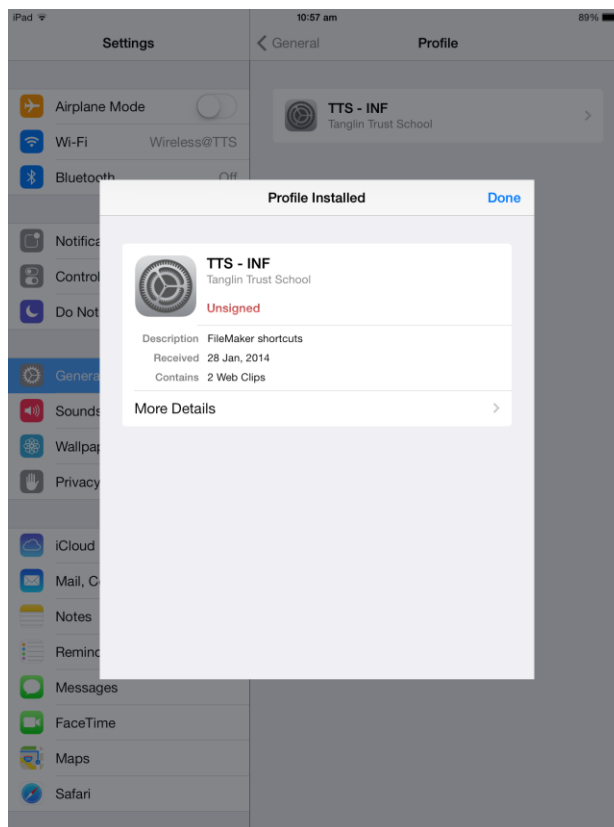 iPad 10:57 am 89%
Settings
General Profile
Airplane Mode
Wi-Fi Wireless@TTS
Bluetooth Off
TTS - INF
Tanglin Trust School
Profile Installed Done
TTS - INF
Tanglin Trust School
Unsigned
Description FileMaker shortcuts
Received 28 Jan, 2014
Contains 2 Web Clips
More Details
Notifica
Control
Do Not
Genera
Sounds
Wallpap
Privacy
iCloud
Mail, C
Notes
Remind
Messages
FaceTime
Maps
Safari